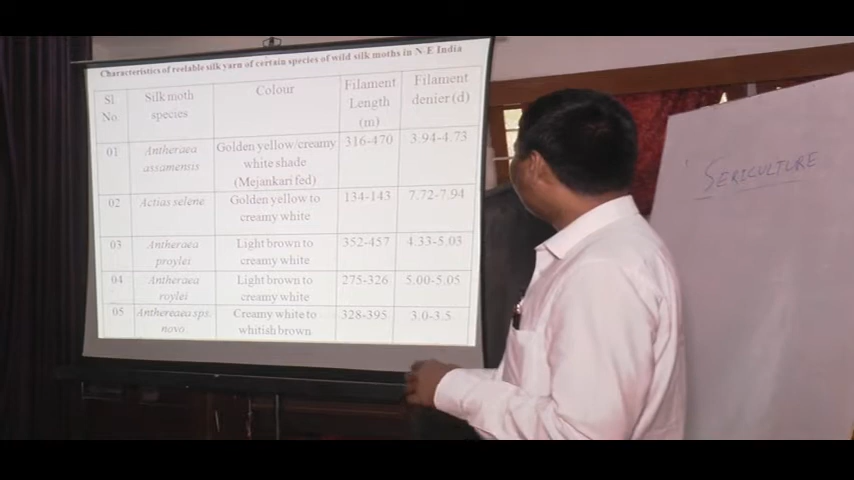 Characteristics of reelable silk yarn of certain species of wild silk moths in N-E India
Sl No. Silk moth species Colour Filament Length (m) Filament denier (d)
01 Antheraea assamensis Golden yellow/creamy white shade (Mejankari fed) 316-470 3.94-4.73
02 Actias selene Golden yellow to creamy white 134-143 7.72-7.94
03 Antheraea proylei Light brown to creamy white 352-457 4.33-5.03
04 Antheraea roylei Light brown to creamy white 275-326 5.00-5.05
05 Anthereaea sps. novo. Creamy white to whitish brown 328-395 3.0-3.5
SERICULTURE